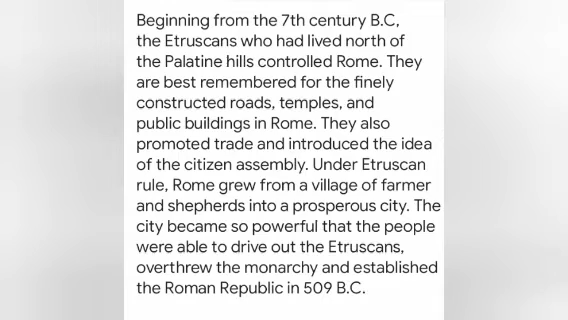 Beginning from the 7th century B.C,
the Etruscans who had lived north of
the Palatine hills controlled Rome. They
are best remembered for the finely
constructed roads, temples, and
public buildings in Rome. They also
promoted trade and introduced the idea
of the citizen assembly. Under Etruscan
rule, Rome grew from a village of farmer
and shepherds into a prosperous city. The
city became so powerful that the people
were able to drive out the Etruscans,
overthrew the monarchy and established
the Roman Republic in 509 B.C.